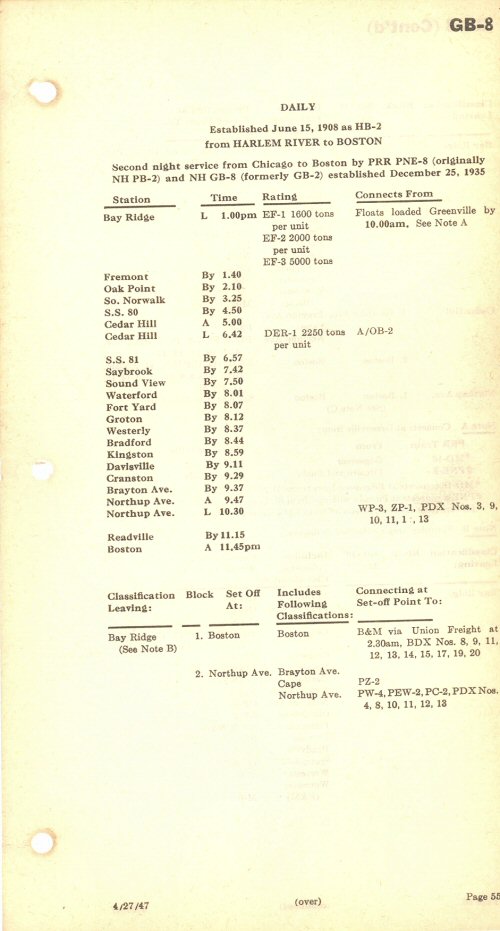 GB-8
DAILY
Established June 15, 1908 as HB-2
from HARLEM RIVER to BOSTON
Second night service from Chicago to Boston by PRR PNE-8 (originally
NH PB-2) and NH GB-8 (formerly GB-2) established December 25, 1935
Station Time Rating Connects From
Bay Ridge L 1.00pm EF-1 1600 tons Floats loaded Greenville by
per unit 10.00am. See Note A
EF-2 2000 tons
per unit
EF-3 5000 tons
Fremont By 1.40
Oak Point By 2.10
So. Norwalk By 3.25
S.S. 80 By 4.50
Cedar Hill A 5.00
Cedar Hill L 6.42 DER-1 2250 tons A/OB-2
per unit
S.S. 81 By 6.57
Saybrook By 7.42
Sound View By 7.50
Waterford By 8.01
Fort Yard By 8.07
Groton By 8.12
Westerly By 8.37
Bradford By 8.44
Kingston By 8.59
Davisville By 9.11
Cranston By 9.29
Brayton Ave. By 9.37
Northup Ave. A 9.47
Northup Ave. L 10.30 WP-3, ZP-1, PDX Nos. 3, 9,
10, 11, 13
Readville By 11.15
Boston A 11.45pm
Classification Block Set Off Includes Connecting at
Leaving: At: Following Set-off Point To:
Classifications:
Bay Ridge 1. Boston Boston B&M via Union Freight at
(See Note B) 2.30am, BDX Nos. 8, 9, 11,
12, 13, 14, 15, 17, 19, 20
2. Northup Ave. Brayton Ave.
Cape PZ-2
Northup Ave. PW-4, PEW-2, PC-2, PDX Nos.
4, 8, 10, 11, 12, 13
4/27/47 (over) Page 55